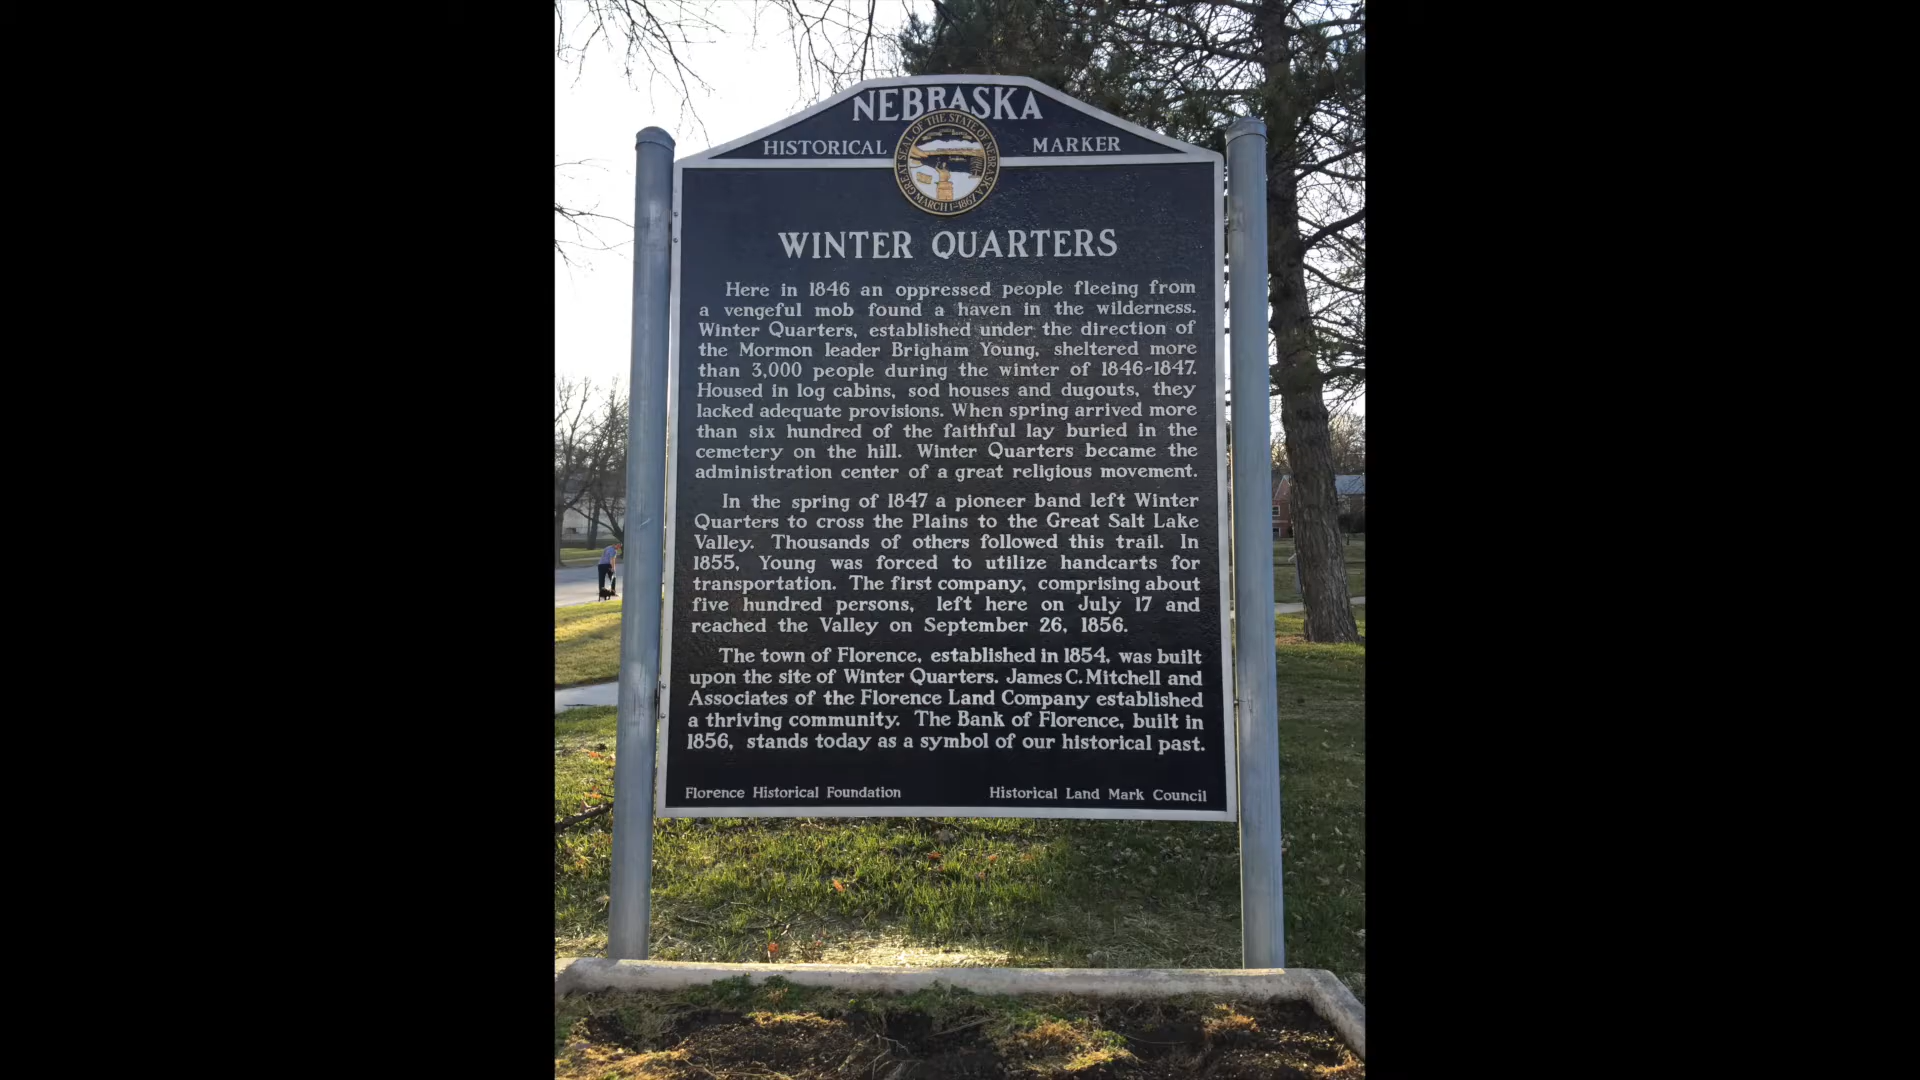 NEBRASKA
HISTORICAL MARKER
GREAT SEAL OF THE STATE OF NEBRASKA
MARCH 1-1867
WINTER QUARTERS
Here in 1846 an oppressed people fleeing from
a vengeful mob found a haven in the wilderness.
Winter Quarters, established under the direction of
the Mormon leader Brigham Young, sheltered more
than 3,000 people during the winter of 1846-1847.
Housed in log cabins, sod houses and dugouts, they
lacked adequate provisions. When spring arrived more
than six hundred of the faithful lay buried in the
cemetery on the hill. Winter Quarters became the
administration center of a great religious movement.
In the spring of 1847 a pioneer band left Winter
Quarters to cross the Plains to the Great Salt Lake
Valley. Thousands of others followed this trail. In
1855, Young was forced to utilize handcarts for
transportation. The first company, comprising about
five hundred persons, left here on July 17 and
reached the Valley on September 26, 1856.
The town of Florence, established in 1854, was built
upon the site of Winter Quarters. James C. Mitchell and
Associates of the Florence Land Company established
a thriving community. The Bank of Florence, built in
1856, stands today as a symbol of our historical past.
Florence Historical Foundation Historical Land Mark Council